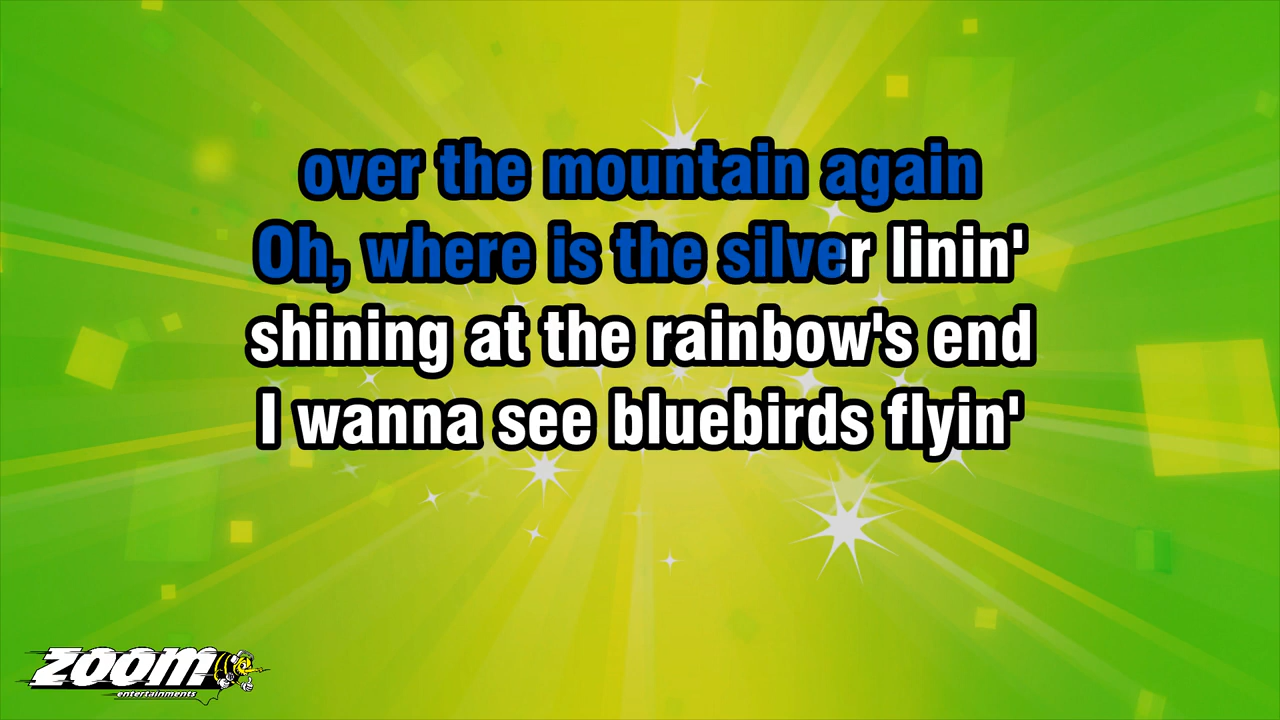 over the mountain again
Oh, where is the silver linin'
shining at the rainbow's end
I wanna see bluebirds flyin'
zoom
entertainments